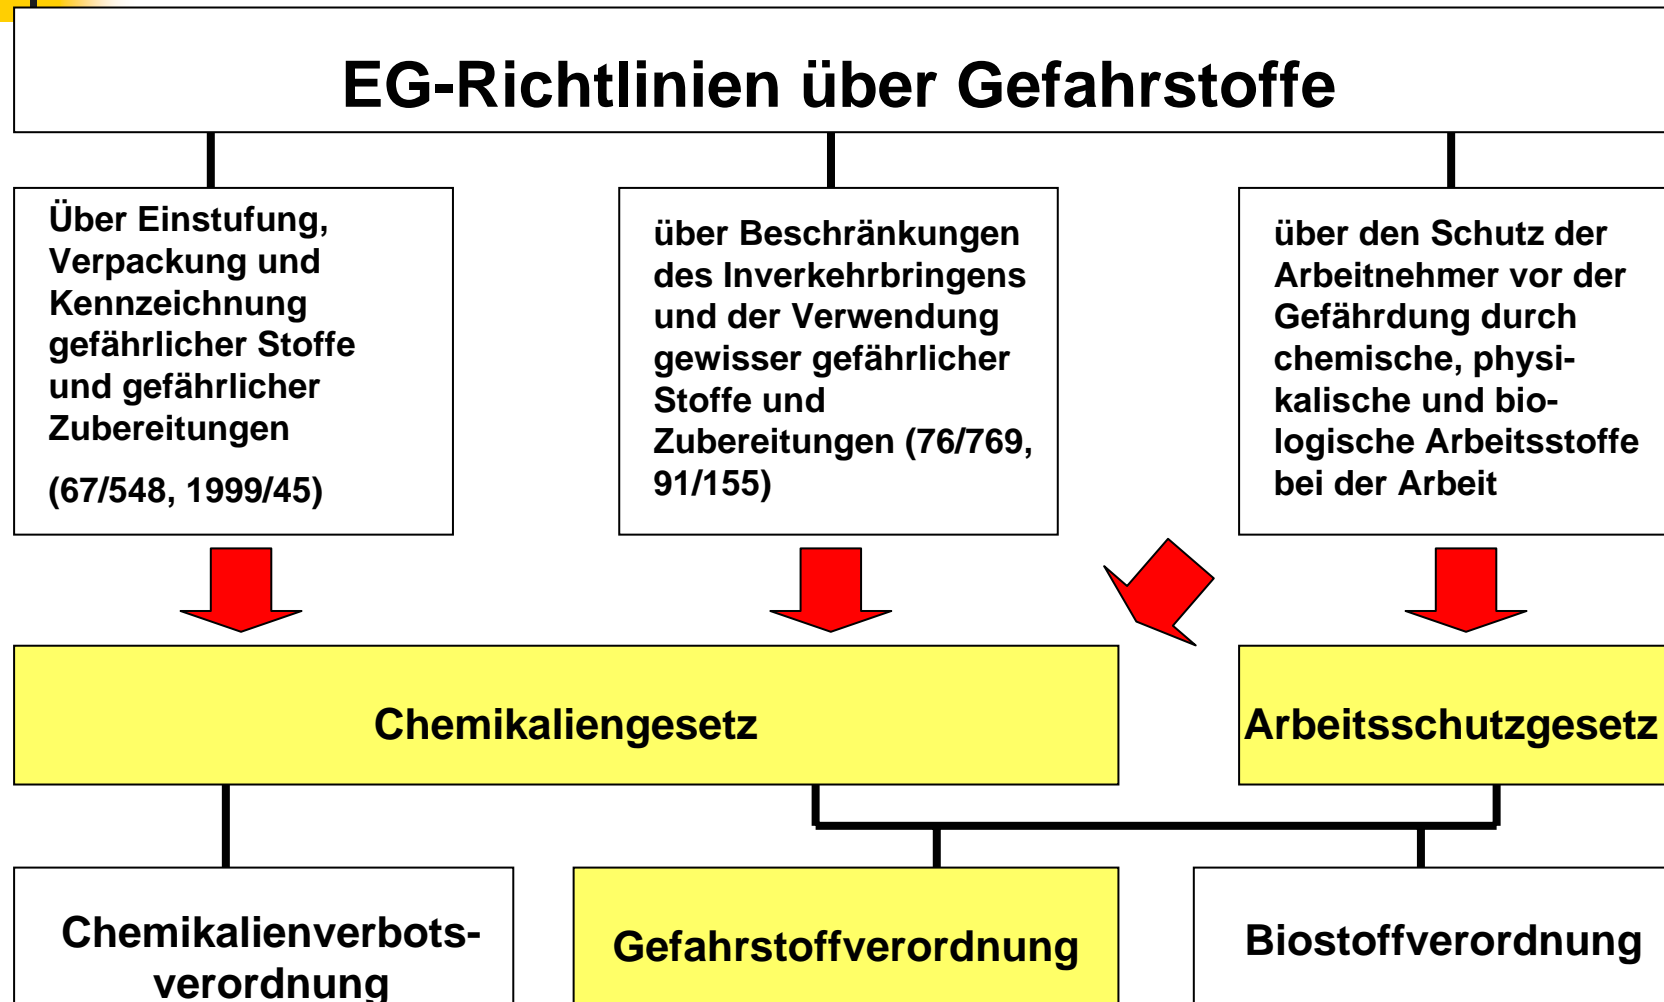 EG-Richtlinien über Gefahrstoffe
Über Einstufung,
Verpackung und
Kennzeichnung
gefährlicher Stoffe
und gefährlicher
Zubereitungen
(67/548, 1999/45)
über Beschränkungen
des Inverkehrbringens
und der Verwendung
gewisser gefährlicher
Stoffe und
Zubereitungen (76/769,
91/155)
über den Schutz der
Arbeitnehmer vor der
Gefährdung durch
chemische, physi-
kalische und bio-
logische Arbeitsstoffe
bei der Arbeit
Chemikaliengesetz
Arbeitsschutzgesetz
Chemikalienverbots-
verordnung
Gefahrstoffverordnung
Biostoffverordnung